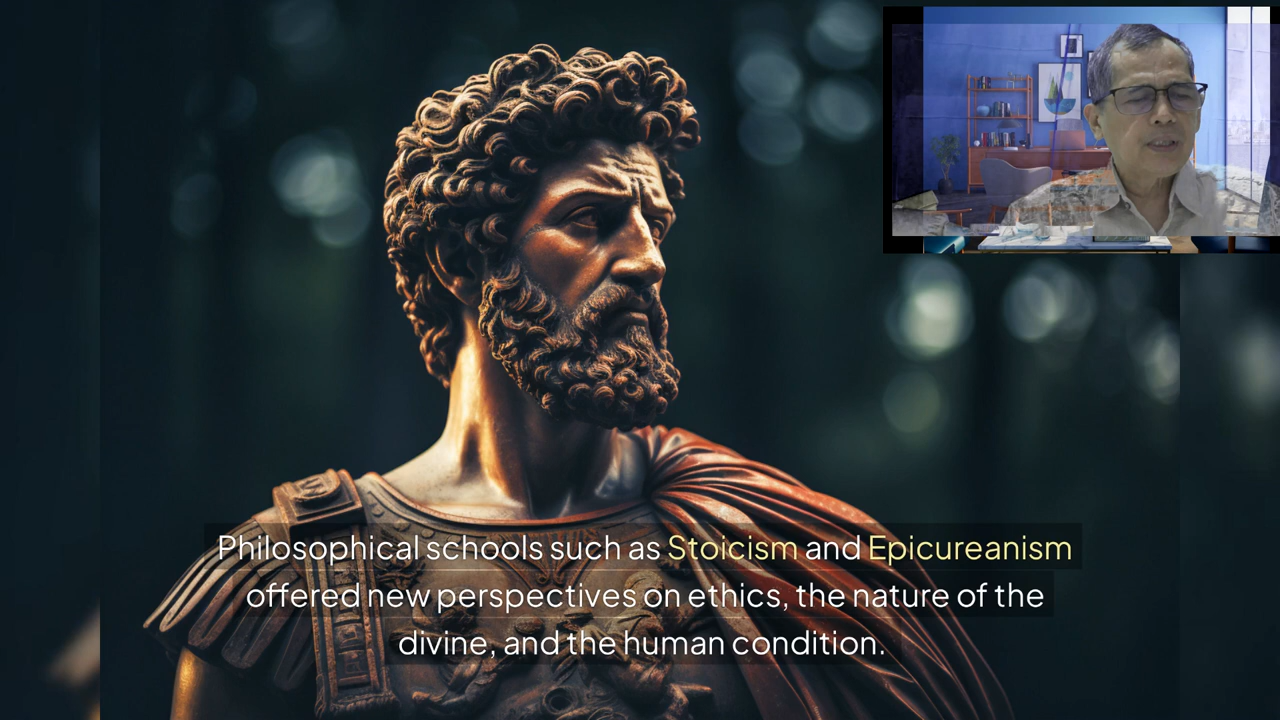 Philosophical schools such as Stoicism and Epicureanism
offered new perspectives on ethics, the nature of the
divine, and the human condition.